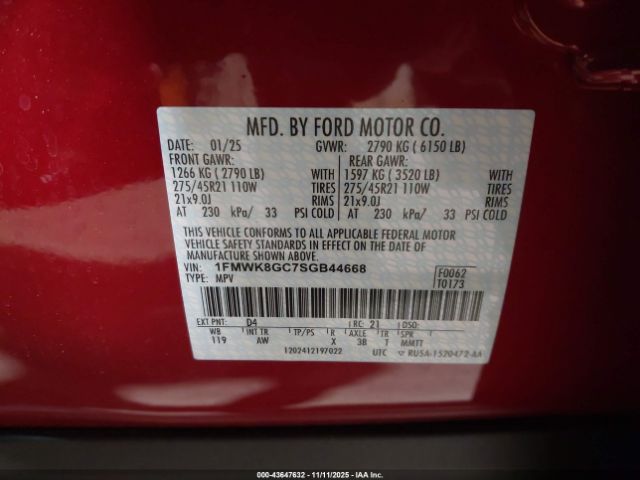 MFD. BY FORD MOTOR CO.
DATE: 01/25 GVWR: 2790 KG ( 6150 LB)
FRONT GAWR: REAR GAWR:
1266 KG ( 2790 LB) WITH 1597 KG ( 3520 LB) WITH
275/45R21 110W TIRES 275/45R21 110W TIRES
21x9.0J RIMS 21x9.0J RIMS
AT 230 kPa/ 33 PSI COLD AT 230 kPa/ 33 PSI COLD
THIS VEHICLE CONFORMS TO ALL APPLICABLE FEDERAL MOTOR
VEHICLE SAFETY STANDARDS IN EFFECT ON THE DATE OF
MANUFACTURE SHOWN ABOVE.
VIN: 1FMWK8GC7SGB44668 F0062
TYPE: MPV T0173
EXT PNT: D4 RC: 21 DSO:
WB INT TR TP/PS R AXLE TR SPR
119 AW X 3B T MMTT
1202412197022 UTC RU5A-1520472-AA
000-43647632 - 11/11/2025 - IAAI Inc.